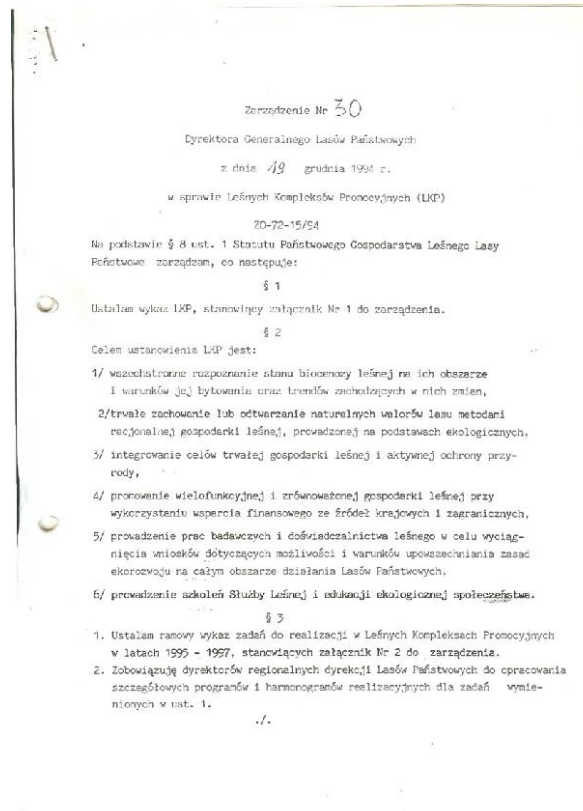 Zarządzenie Nr 30
Dyrektora Generalnego Lasów Państwowych
z dnia 19 grudnia 1994 r.
w sprawie Leśnych Kompleksów Promocyjnych (LKP)
ZO-72-15/94
Na podstawie § 8 ust. 1 Statutu Państwowego Gospodarstwa Leśnego Lasy
Państwowe zarządzam, co następuje:
§ 1
Ustalam wykaz LKP, stanowiący załącznik Nr 1 do zarządzenia.
§ 2
Celem ustanowienia LKP jest:
1/ wszechstronne rozpoznanie stanu biocenozy leśnej na ich obszarze
i warunków jej bytowania oraz trendów zachodzących w nich zmian,
2/trwałe zachowanie lub odtwarzanie naturalnych walorów lasu metodami
racjonalnej gospodarki leśnej, prowadzonej na podstawach ekologicznych,
3/ integrowanie celów trwałej gospodarki leśnej i aktywnej ochrony przy-
rody,
4/ promowanie wielofunkcyjnej i zrównoważonej gospodarki leśnej przy
wykorzystaniu wsparcia finansowego ze źródeł krajowych i zagranicznych,
5/ prowadzenie prac badawczych i doświadczalnictwa leśnego w celu wyciąg-
nięcia wniosków dotyczących możliwości i warunków upowszechniania zasad
ekorozwoju na całym obszarze działania Lasów Państwowych,
6/ prowadzenie szkoleń Służby Leśnej i edukacji ekologicznej społeczeństwa.
§ 3
1. Ustalam ramowy wykaz zadań do realizacji w Leśnych Kompleksach Promocyjnych
w latach 1995 - 1997, stanowiących załącznik Nr 2 do zarządzenia.
2. Zobowiązuję dyrektorów regionalnych dyrekcji Lasów Państwowych do opracowania
szczegółowych programów i harmonogramów realizacyjnych dla zadań wymie-
nionych w ust. 1.
./.